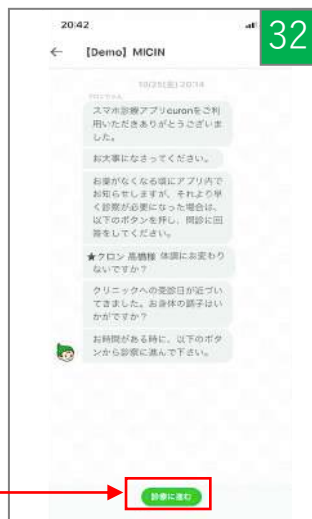 20:42
32
← 【Demo】MICIN
10/25(金) 20:14
スマホ診療アプリcuronをご利
用いただきありがとうございま
した。
お大事になさってください。
お薬がなくなる頃にアプリ内で
お知らせしますが、それより早
く診察が必要になった場合は、
以下のボタンを押し、問診に回
答をしてください。
★クロン 高橋様 体調にお変わり
ないですか？
クリニックへの受診日が近づい
てきました。お身体の調子はい
かがですか？
お時間がある時に、以下のボタ
ンから診察に進んで下さい。
診療に進む